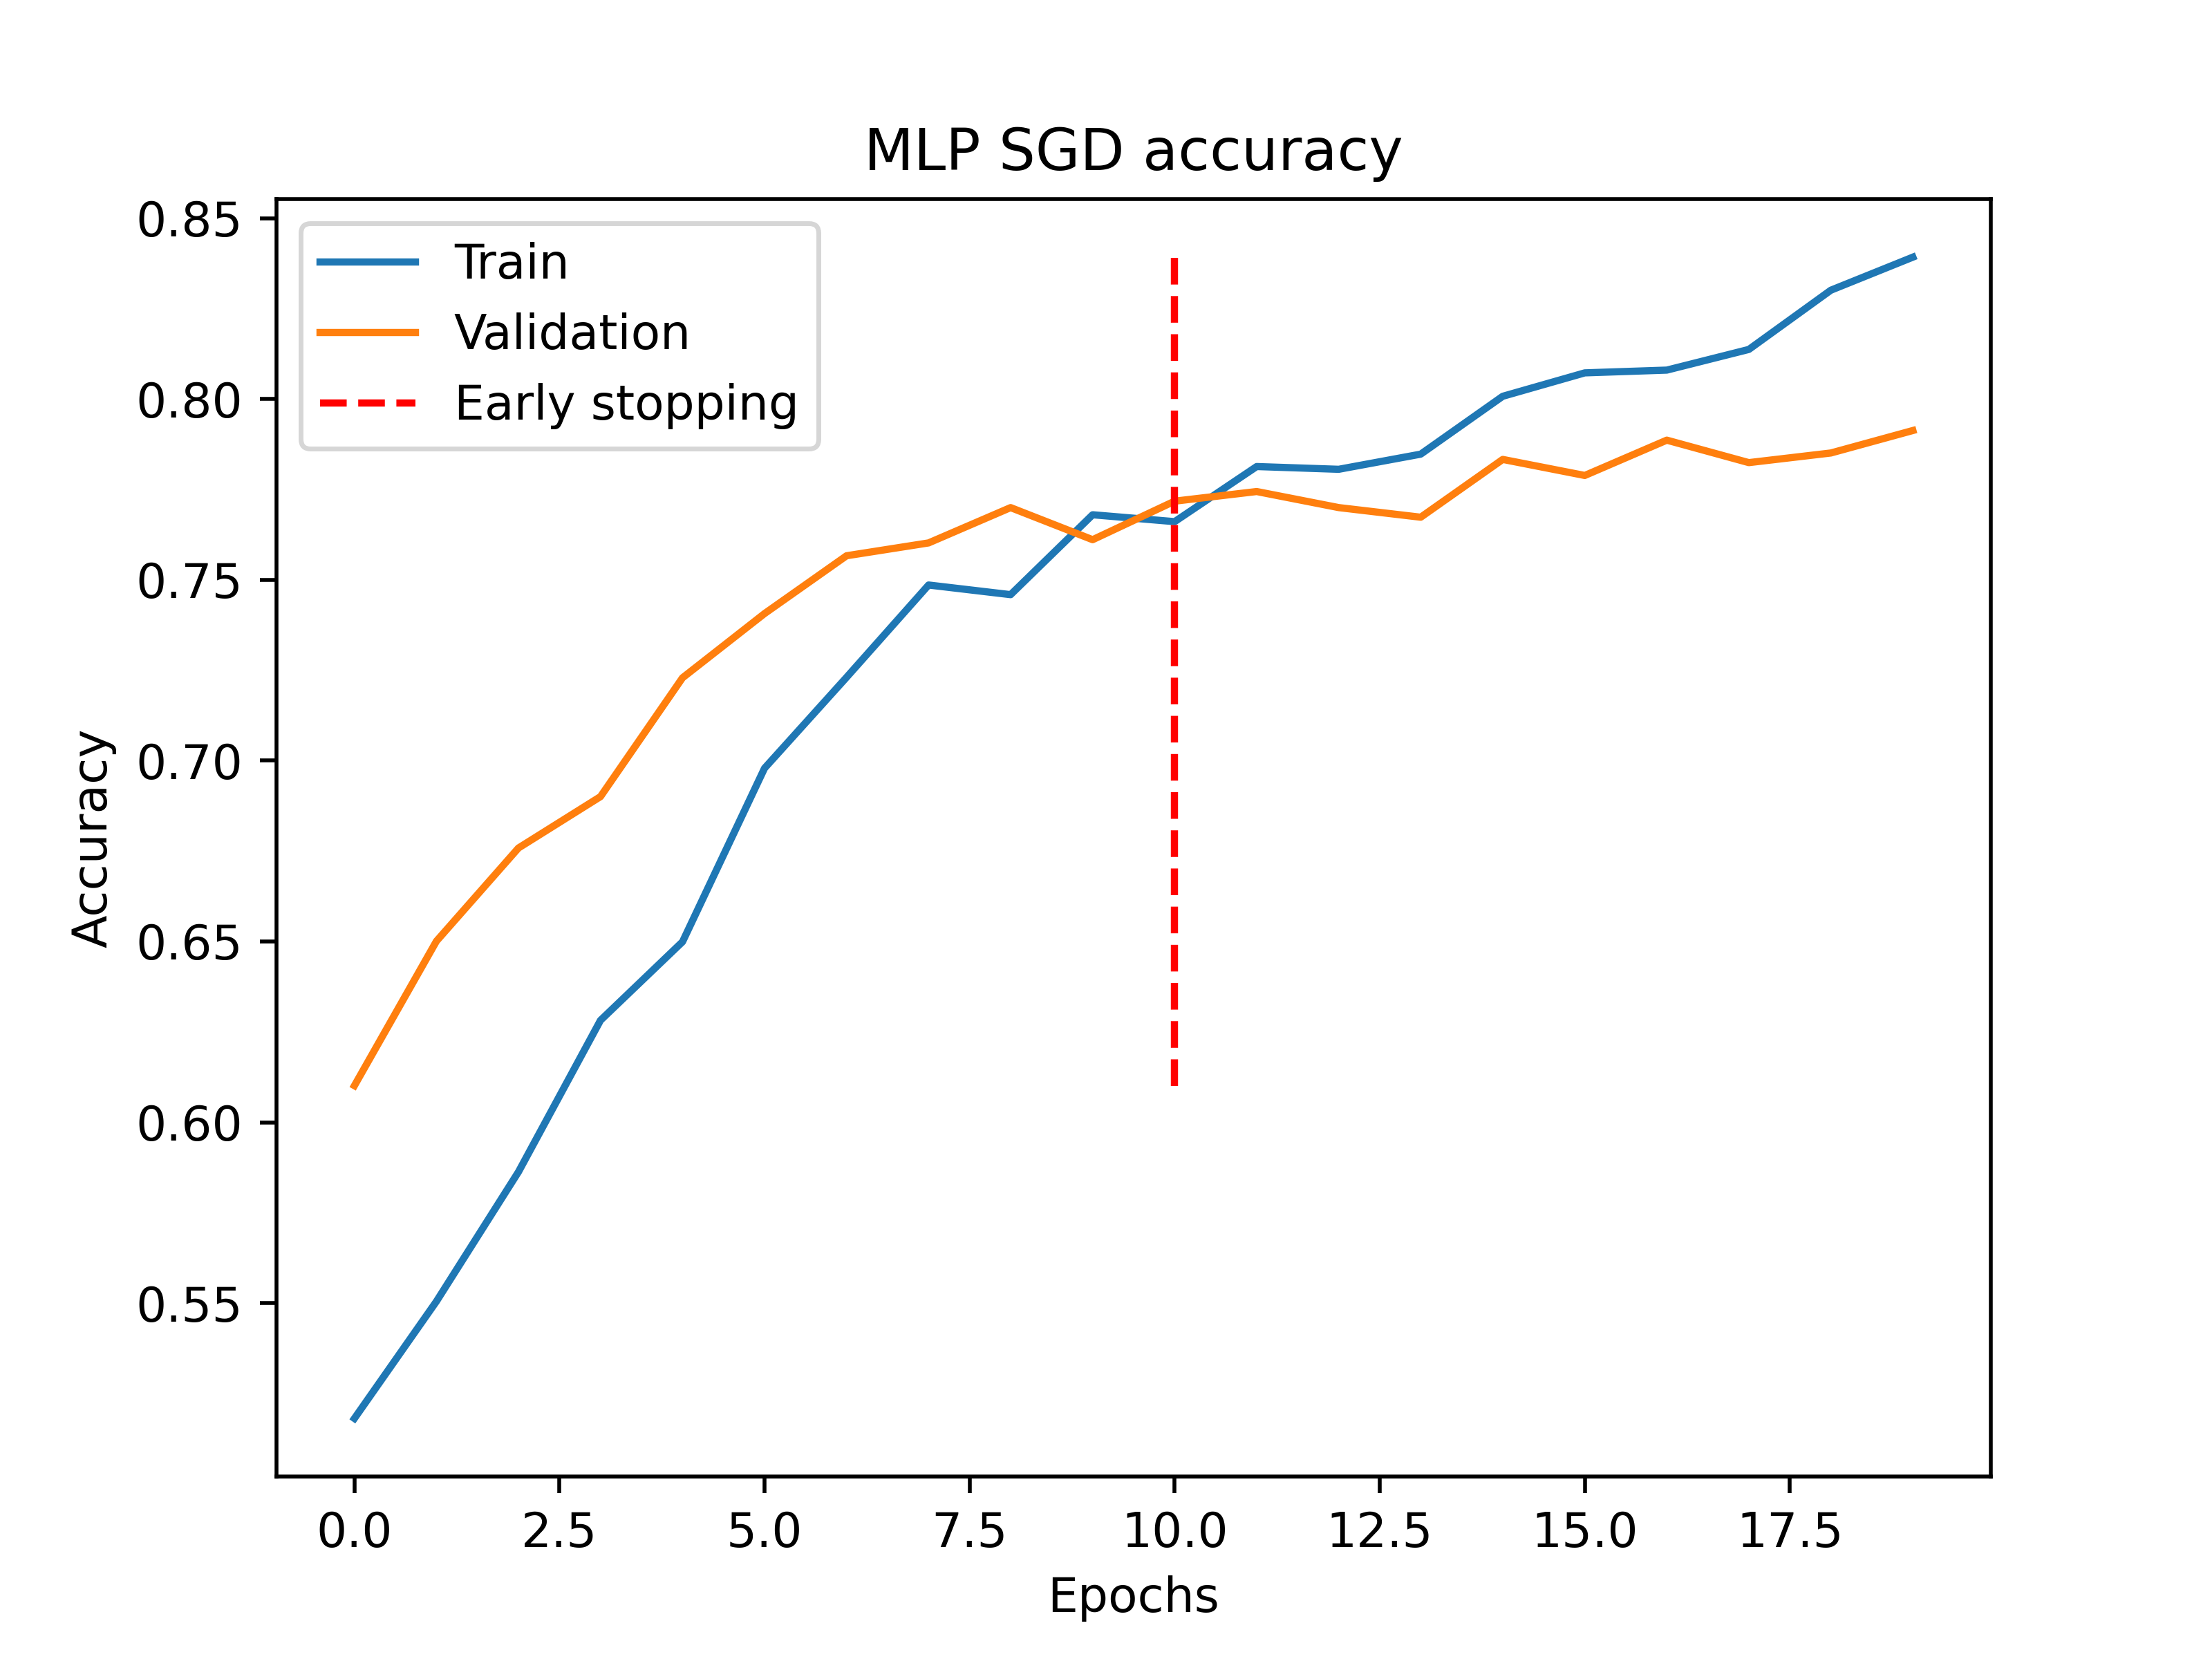 MLP SGD accuracy
Train
Validation
Early stopping
0.85
0.80
0.75
0.70
0.65
0.60
0.55
Accuracy
0.0 2.5 5.0 7.5 10.0 12.5 15.0 17.5
Epochs